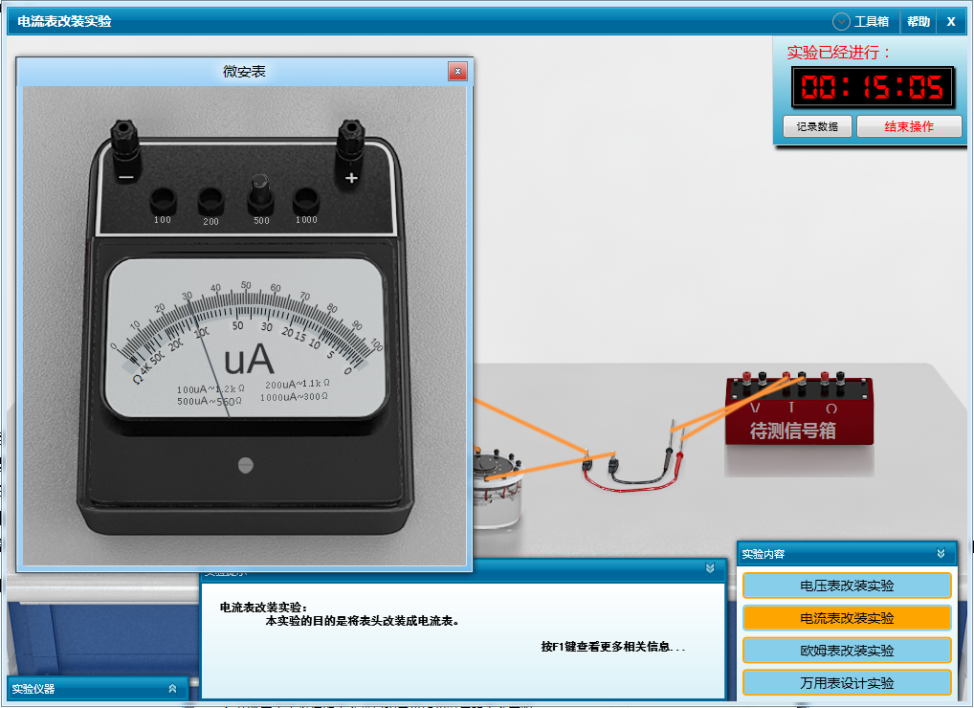 电流表改装实验
工具箱
帮助
X
微安表
x
实验已经进行：
00:15:05
记录数据
结束操作
− +
100 200 500 1000
0 10 20 30 40 50 60 70 80 90 100
Ω 4K 500 200 100 50 30 20 15 10 5 0
uA
100uA~1.2kΩ 200uA~1.1kΩ
500uA~560Ω 1000uA~300Ω
V I Ω
待测信号箱
电流表改装实验：
本实验的目的是将表头改装成电流表。
按F1键查看更多相关信息...
实验内容
电压表改装实验
电流表改装实验
欧姆表改装实验
万用表设计实验
实验仪器